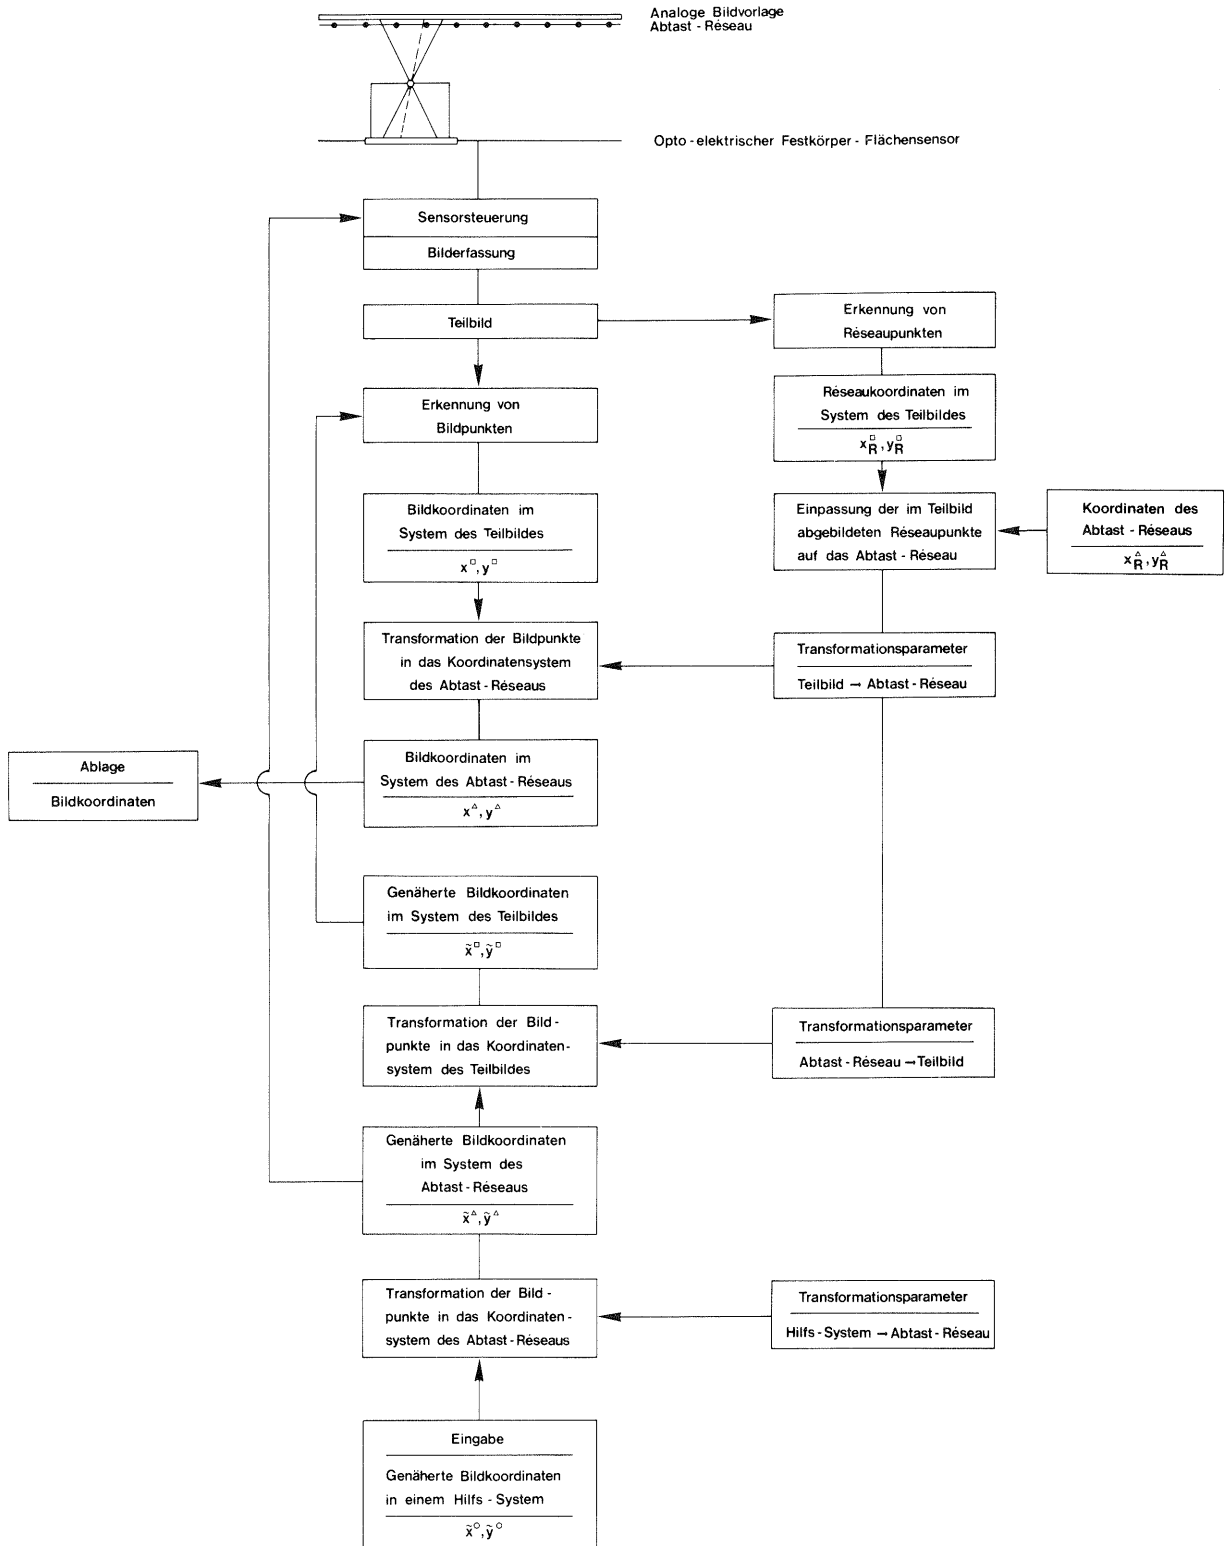 Analoge Bildvorlage
Abtast - Réseau
Opto - elektrischer Festkörper - Flächensensor
Sensorsteuerung
Bilderfassung
Teilbild
Erkennung von
Réseaupunkten
Erkennung von
Bildpunkten
Réseaukoordinaten im
System des Teilbildes
x_R^□, y_R^□
Bildkoordinaten im
System des Teilbildes
x^□, y^□
Einpassung der im Teilbild
abgebildeten Réseaupunkte
auf das Abtast - Réseau
Koordinaten des
Abtast - Réseaus
x_R^△, y_R^△
Transformation der Bildpunkte
in das Koordinatensystem
des Abtast - Réseaus
Transformationsparameter
Teilbild → Abtast - Réseau
Ablage
Bildkoordinaten
Bildkoordinaten im
System des Abtast - Réseaus
x^△, y^△
Genäherte Bildkoordinaten
im System des Teilbildes
x̃^□, ỹ^□
Transformation der Bild -
punkte in das Koordinaten -
system des Teilbildes
Transformationsparameter
Abtast - Réseau → Teilbild
Genäherte Bildkoordinaten
im System des
Abtast - Réseaus
x̃^△, ỹ^△
Transformation der Bild -
punkte in das Koordinaten -
system des Abtast - Réseaus
Transformationsparameter
Hilfs - System → Abtast - Réseau
Eingabe
Genäherte Bildkoordinaten
in einem Hilfs - System
x̃^○, ỹ^○